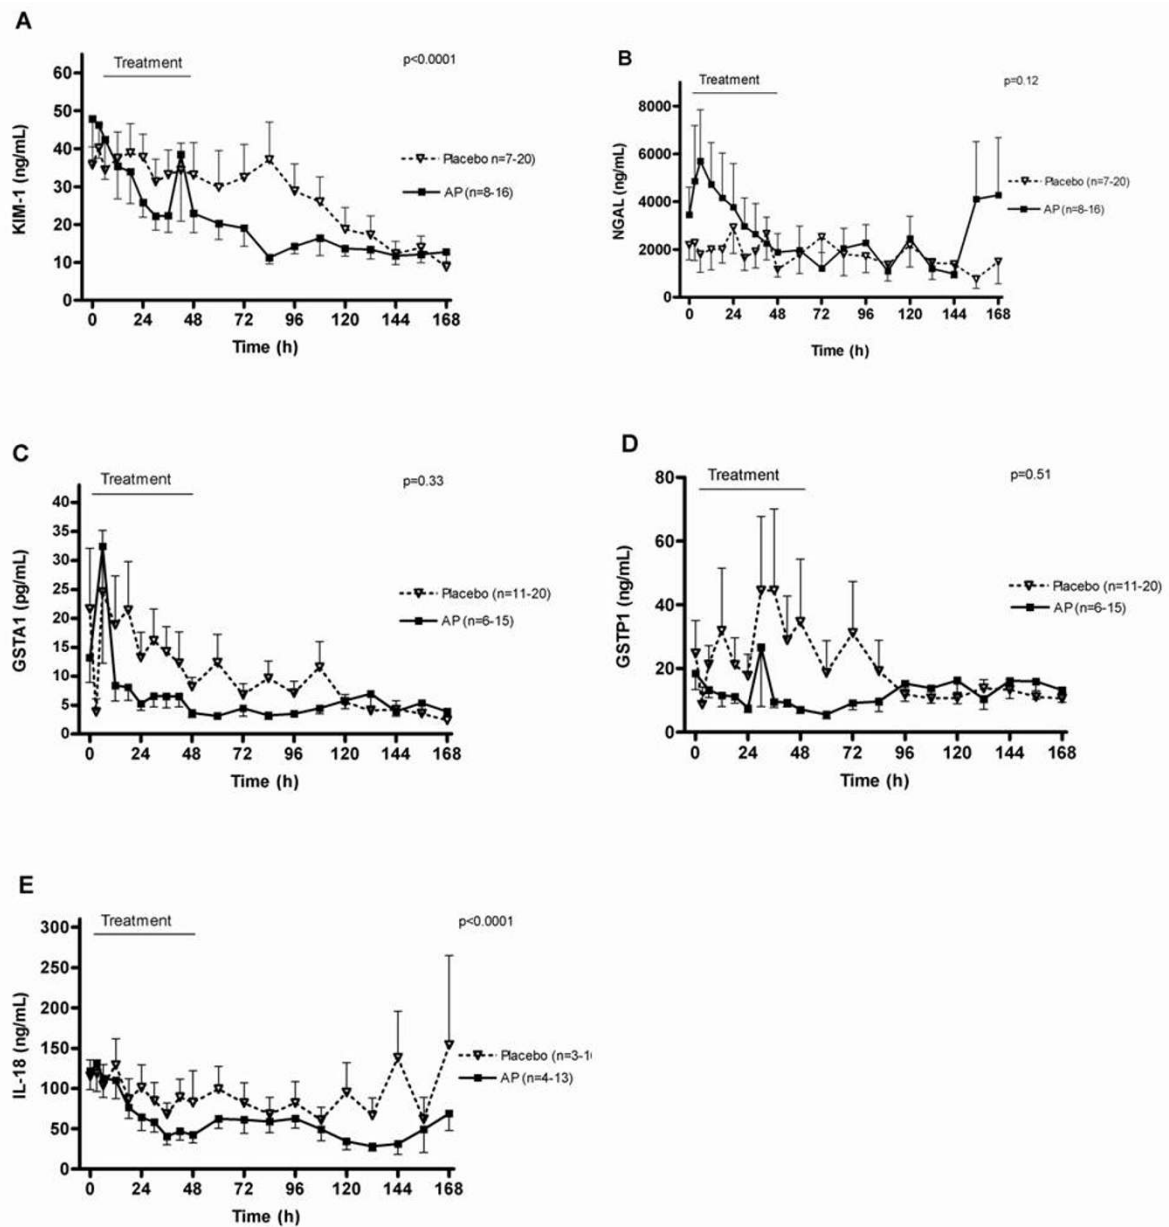 A
Treatment
p<0.0001
60
50
40
30
20
10
0
KIM-1 (ng/mL)
Placebo n=7-20)
AP (n=8-16)
0 24 48 72 96 120 144 168
Time (h)
B
Treatment
p=0.12
8000
6000
4000
2000
0
NGAL (ng/mL)
Placebo (n=7-20)
AP (n=8-16)
0 24 48 72 96 120 144 168
Time (h)
C
Treatment
p=0.33
40
35
30
25
20
15
10
5
0
GSTA1 (pg/mL)
Placebo (n=11-20)
AP (n=6-15)
0 24 48 72 96 120 144 168
Time (h)
D
Treatment
p=0.51
80
60
40
20
0
GSTP1 (ng/mL)
Placebo (n=11-20)
AP (n=6-15)
0 24 48 72 96 120 144 168
Time (h)
E
Treatment
p<0.0001
300
250
200
150
100
50
0
IL-18 (ng/mL)
Placebo (n=3-1
AP (n=4-13)
0 24 48 72 96 120 144 168
Time (h)